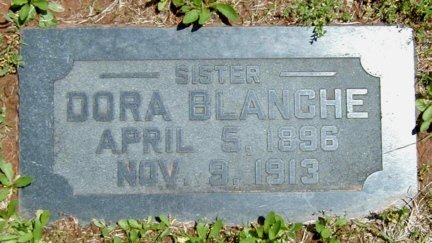 SISTER
DORA BLANCHE
APRIL 5, 1896
NOV. 9, 1913